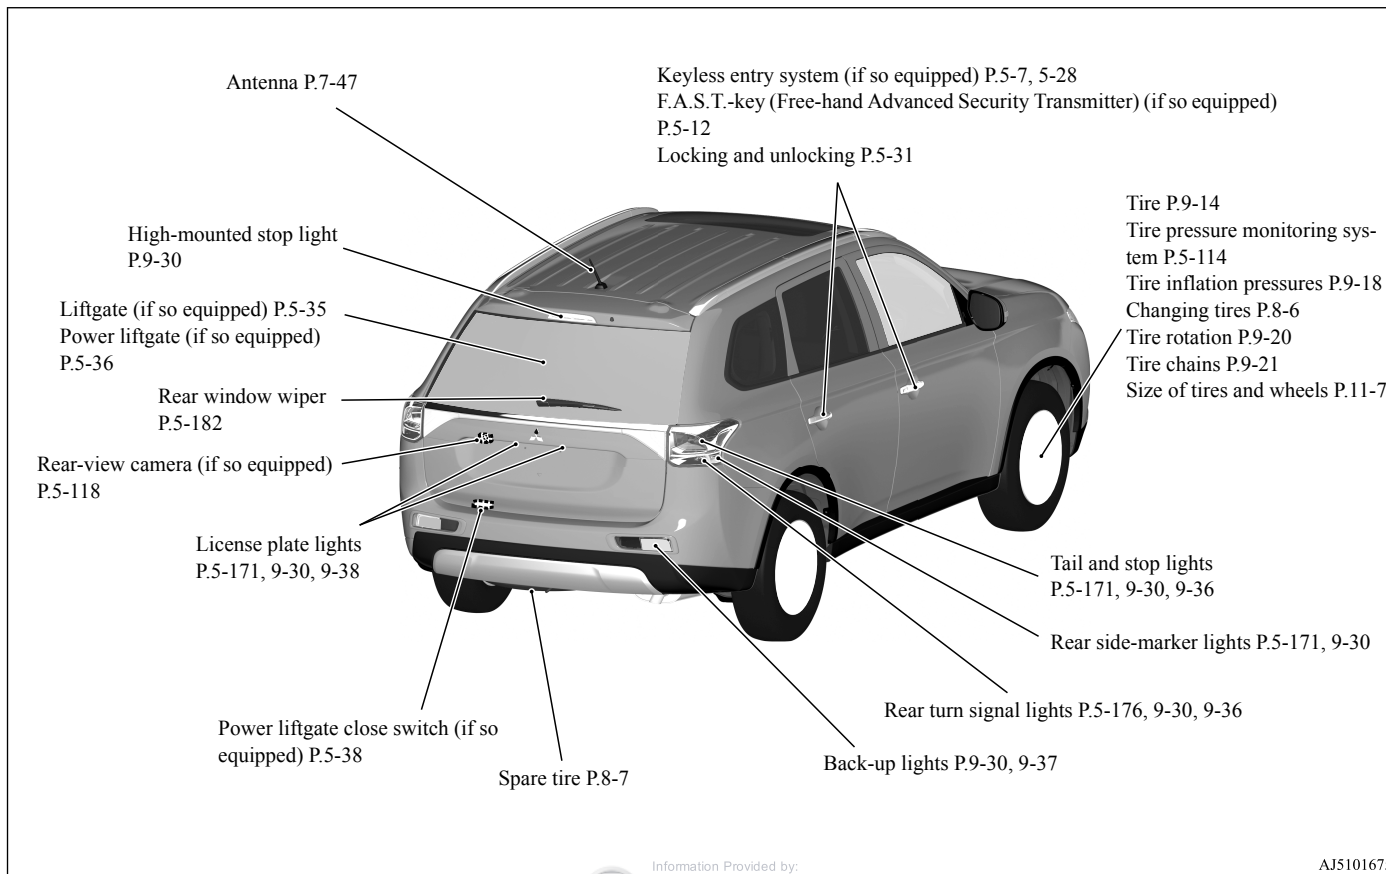 Antenna P.7-47
Keyless entry system (if so equipped) P.5-7, 5-28
F.A.S.T.-key (Free-hand Advanced Security Transmitter) (if so equipped)
P.5-12
Locking and unlocking P.5-31
Tire P.9-14
Tire pressure monitoring sys-
tem P.5-114
Tire inflation pressures P.9-18
Changing tires P.8-6
Tire rotation P.9-20
Tire chains P.9-21
Size of tires and wheels P.11-7
High-mounted stop light
P.9-30
Liftgate (if so equipped) P.5-35
Power liftgate (if so equipped)
P.5-36
Rear window wiper
P.5-182
Rear-view camera (if so equipped)
P.5-118
License plate lights
P.5-171, 9-30, 9-38
Tail and stop lights
P.5-171, 9-30, 9-36
Rear side-marker lights P.5-171, 9-30
Rear turn signal lights P.5-176, 9-30, 9-36
Back-up lights P.9-30, 9-37
Power liftgate close switch (if so
equipped) P.5-38
Spare tire P.8-7
Information Provided by:
AJ510167